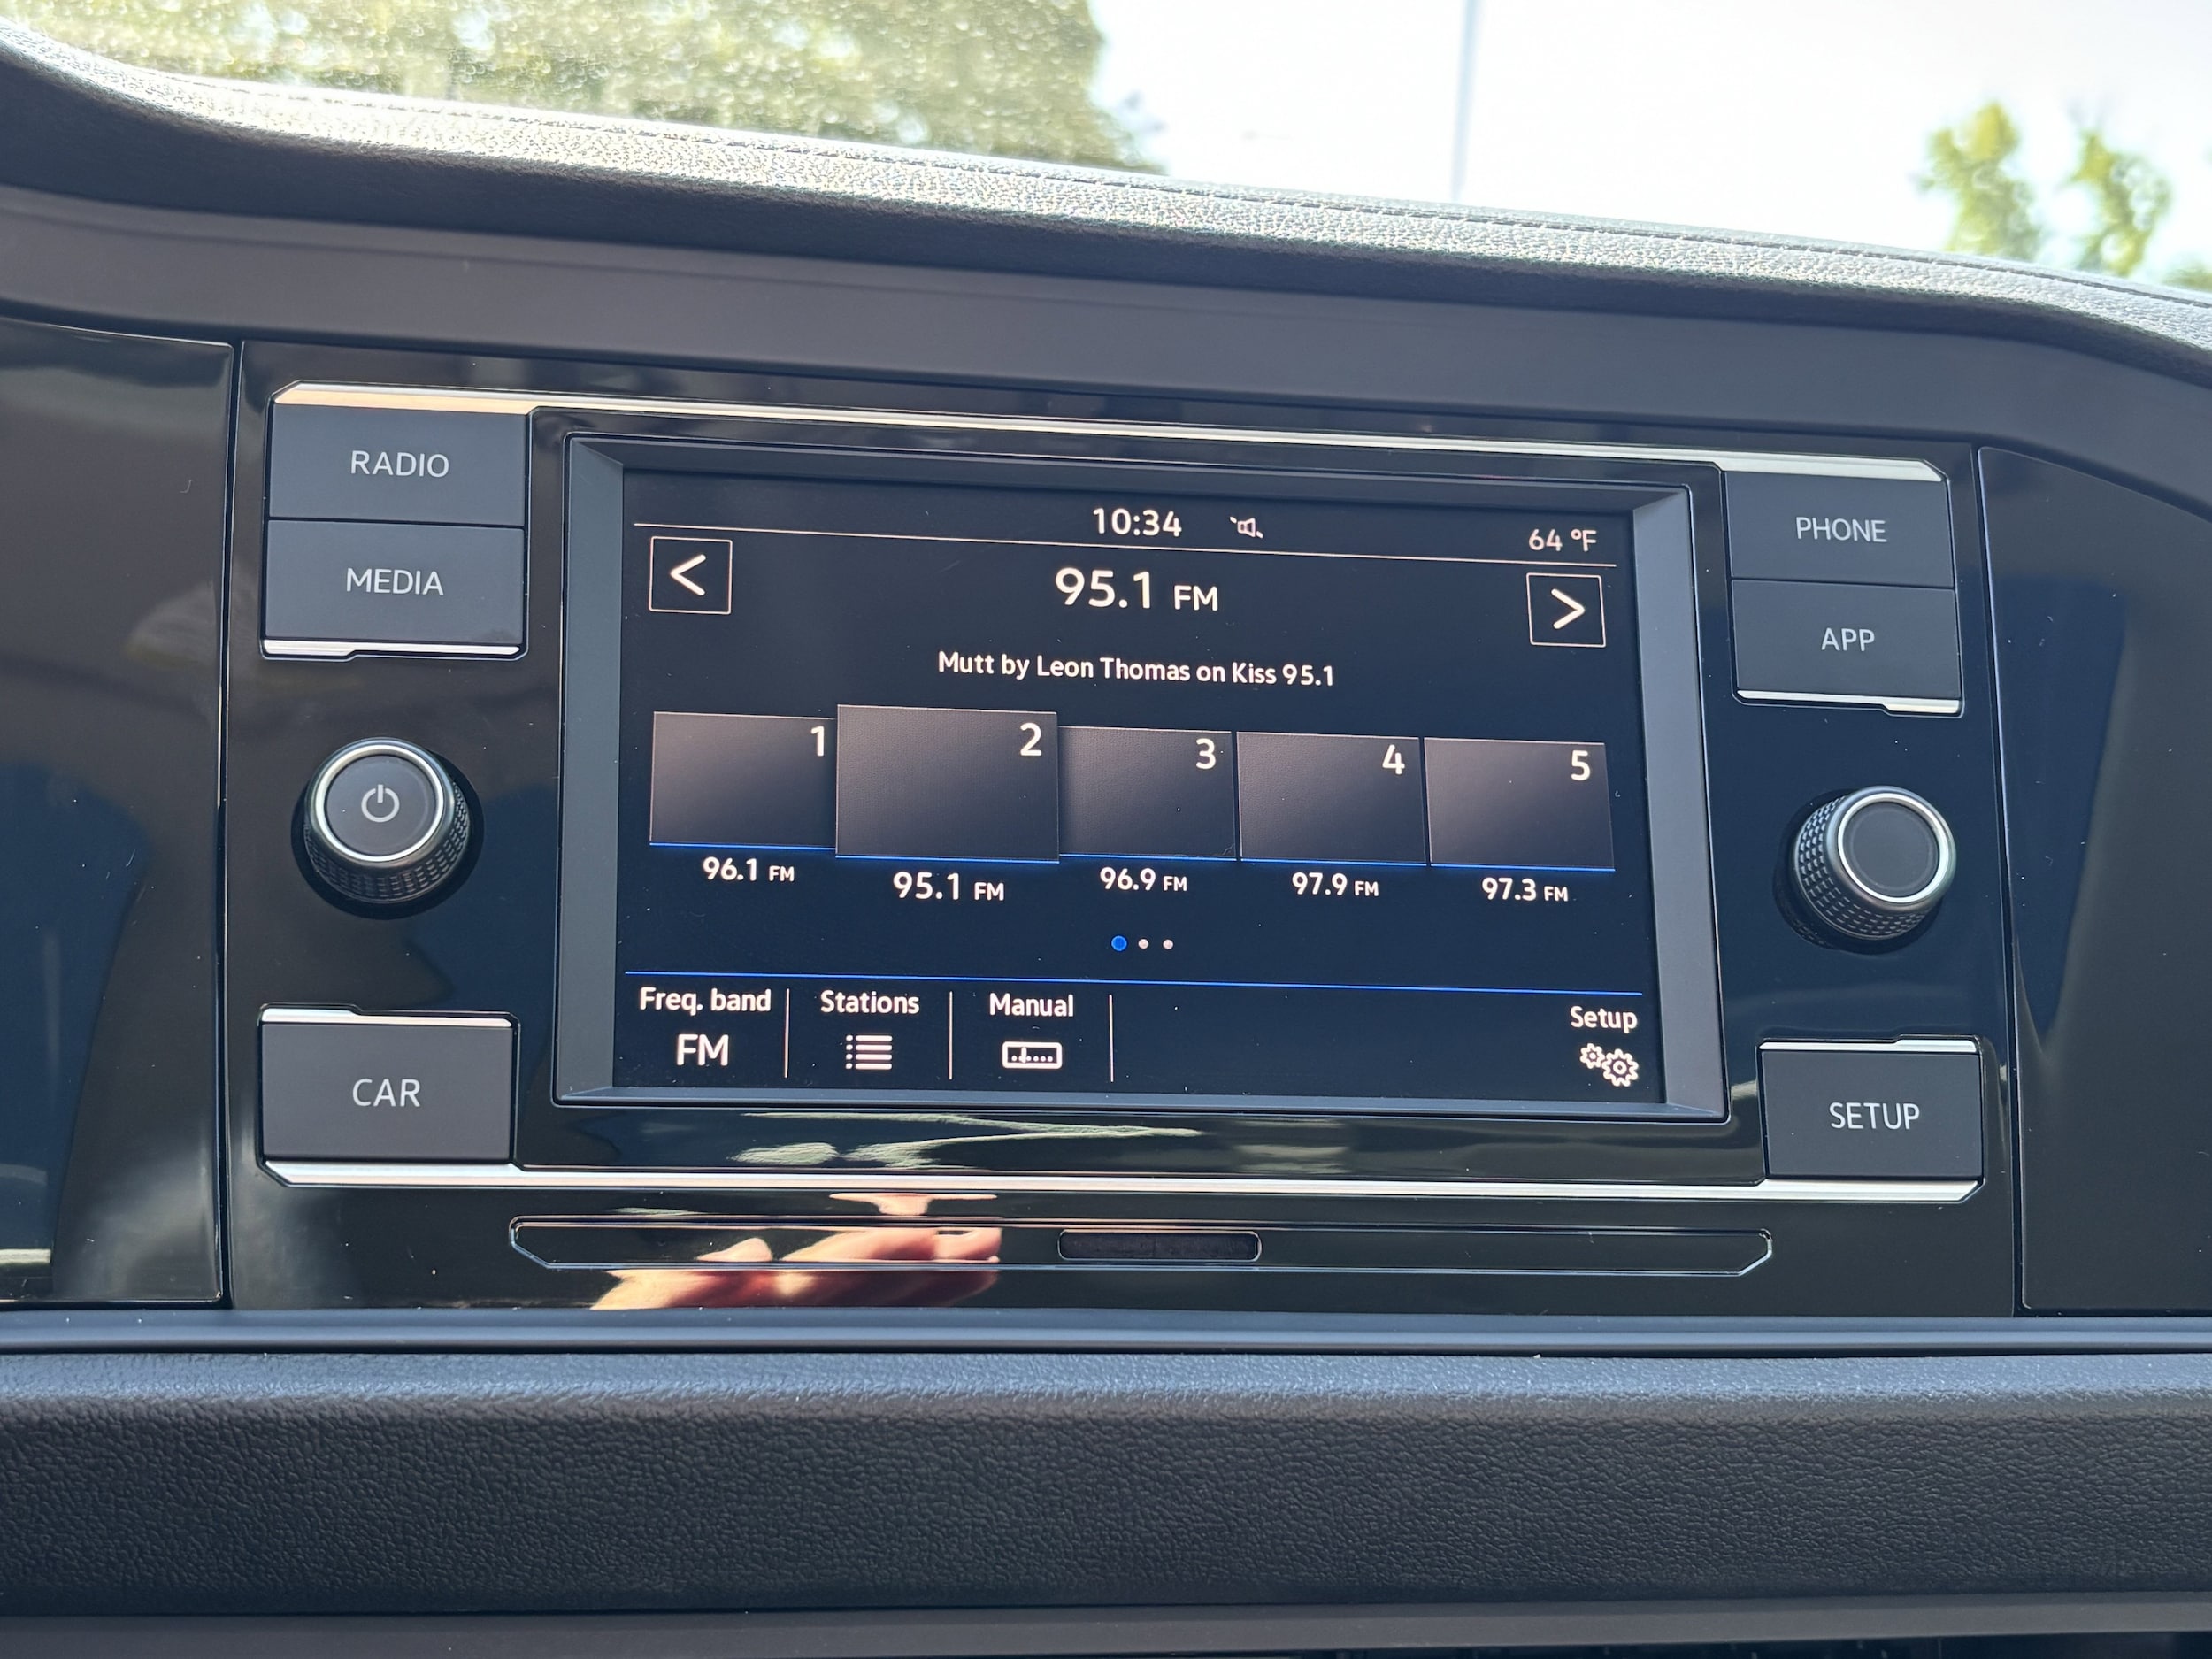 RADIO
MEDIA
CAR
10:34
64 °F
<
95.1 FM
>
Mutt by Leon Thomas on Kiss 95.1
1
2
3
4
5
96.1 FM
95.1 FM
96.9 FM
97.9 FM
97.3 FM
Freq. band
FM
Stations
Manual
Setup
PHONE
APP
SETUP